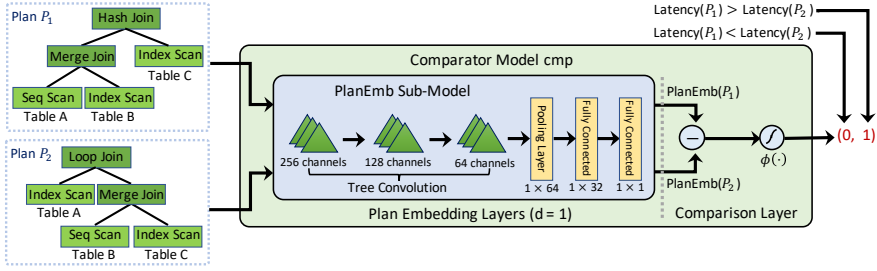 Plan P₁
Hash Join
Merge Join
Index Scan
Table C
Seq Scan
Index Scan
Table A
Table B
Plan P₂
Loop Join
Index Scan
Merge Join
Table A
Seq Scan
Index Scan
Table B
Table C
Comparator Model cmp
PlanEmb Sub-Model
256 channels
128 channels
64 channels
Tree Convolution
Pooling Layer
Fully Connected
Fully Connected
1 × 64
1 × 32
1 × 1
Plan Embedding Layers (d = 1)
PlanEmb(P₁)
−
PlanEmb(P₂)
ϕ(·)
Comparison Layer
Latency(P₁) > Latency(P₂)
Latency(P₁) < Latency(P₂)
(0, 1)